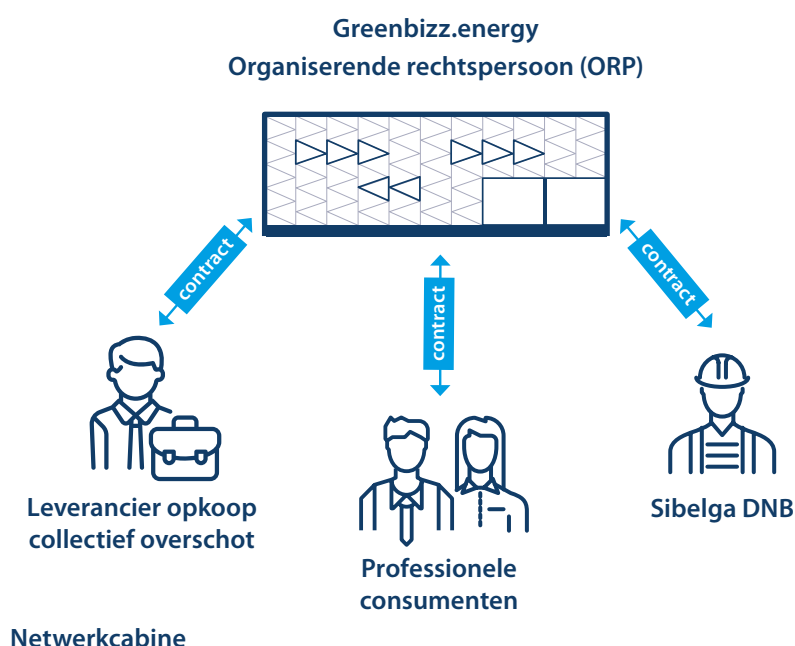 Greenbizz.energy
Organiserende rechtspersoon (ORP)
contract
contract
contract
Leverancier opkoop
collectief overschot
Professionele
consumenten
Sibelga DNB
Netwerkcabine